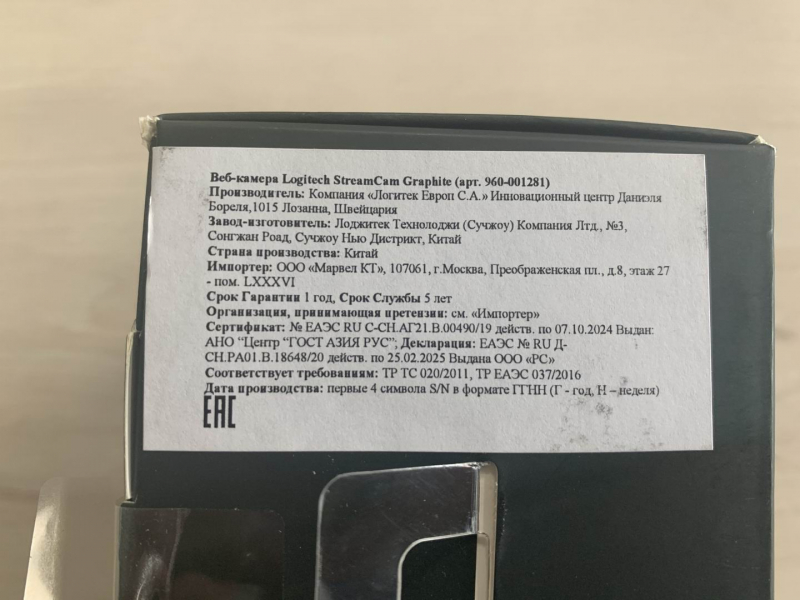 Веб-камера Logitech StreamCam Graphite (арт. 960-001281)
Производитель: Компания «Логитек Европ С.А.» Инновационный центр Даниэля
Бореля,1015 Лозанна, Швейцария
Завод-изготовитель: Лоджитек Технолоджи (Сучжоу) Компания Лтд., №3,
Сонгжан Роад, Сучжоу Нью Дистрикт, Китай
Страна производства: Китай
Импортер: ООО «Марвел КТ», 107061, г.Москва, Преображенская пл., д.8, этаж 27
- пом. LXXXVI
Срок Гарантии 1 год, Срок Службы 5 лет
Организация, принимающая претензии: см. «Импортер»
Сертификат: № ЕАЭС RU С-CH.АГ21.В.00490/19 действ. по 07.10.2024 Выдан:
АНО “Центр “ГОСТ АЗИЯ РУС”; Декларация: ЕАЭС № RU Д-
CH.РА01.В.18648/20 действ. по 25.02.2025 Выдана ООО «РС»
Соответствует требованиям: ТР ТС 020/2011, ТР ЕАЭС 037/2016
Дата производства: первые 4 символа S/N в формате ГГНН (Г - год, Н – неделя)
EAC